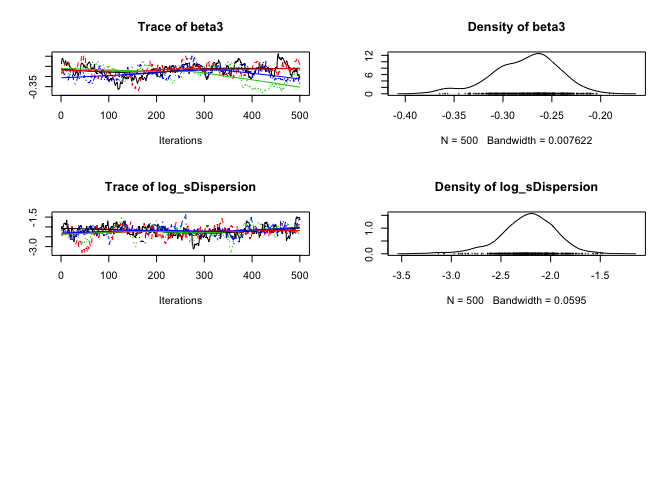 Trace of beta3
-0.35
0 100 200 300 400 500
Iterations
Density of beta3
0 6 12
-0.40 -0.35 -0.30 -0.25 -0.20
N = 500 Bandwidth = 0.007622
Trace of log_sDispersion
-3.0 -1.5
0 100 200 300 400 500
Iterations
Density of log_sDispersion
0.0 1.0
-3.5 -3.0 -2.5 -2.0 -1.5
N = 500 Bandwidth = 0.0595